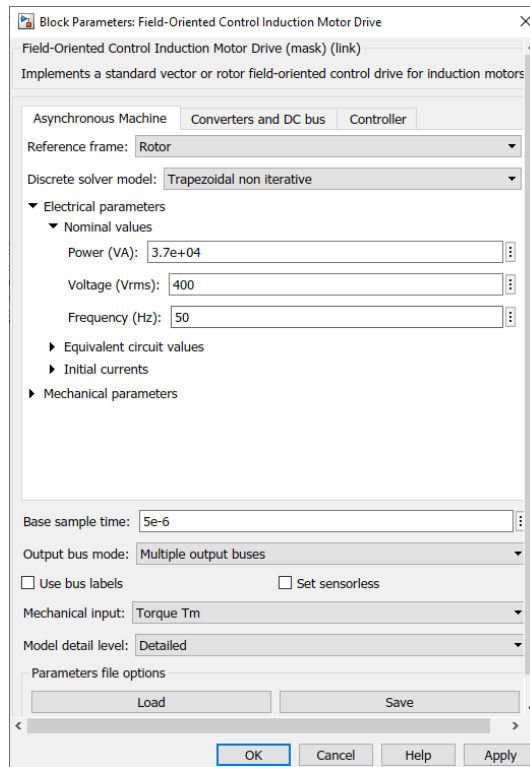 Block Parameters: Field-Oriented Control Induction Motor Drive
Field-Oriented Control Induction Motor Drive (mask) (link)
Implements a standard vector or rotor field-oriented control drive for induction motors
Asynchronous Machine Converters and DC bus Controller
Reference frame: Rotor
Discrete solver model: Trapezoidal non iterative
Electrical parameters
Nominal values
Power (VA): 3.7e+04
Voltage (Vrms): 400
Frequency (Hz): 50
Equivalent circuit values
Initial currents
Mechanical parameters
Base sample time: 5e-6
Output bus mode: Multiple output buses
Use bus labels Set sensorless
Mechanical input: Torque Tm
Model detail level: Detailed
Parameters file options
Load Save
OK Cancel Help Apply